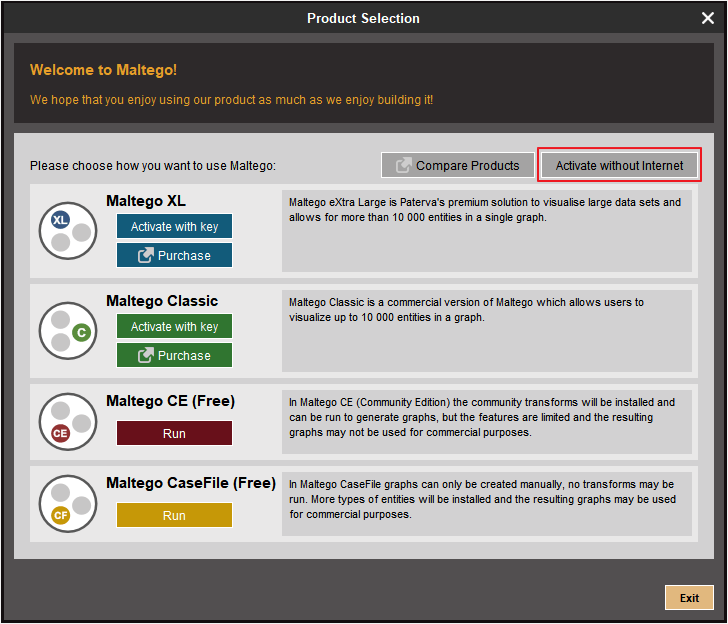 Product Selection
Welcome to Maltego!
We hope that you enjoy using our product as much as we enjoy building it!
Please choose how you want to use Maltego:
Compare Products
Activate without Internet
XL
Maltego XL
Activate with key
Purchase
Maltego eXtra Large is Paterva's premium solution to visualise large data sets and
allows for more than 10 000 entities in a single graph.
C
Maltego Classic
Activate with key
Purchase
Maltego Classic is a commercial version of Maltego which allows users to
visualize up to 10 000 entities in a graph.
CE
Maltego CE (Free)
Run
In Maltego CE (Community Edition) the community transforms will be installed and
can be run to generate graphs, but the features are limited and the resulting
graphs may not be used for commercial purposes.
CF
Maltego CaseFile (Free)
Run
In Maltego CaseFile graphs can only be created manually, no transforms may be
run. More types of entities will be installed and the resulting graphs may be used
for commercial purposes.
Exit